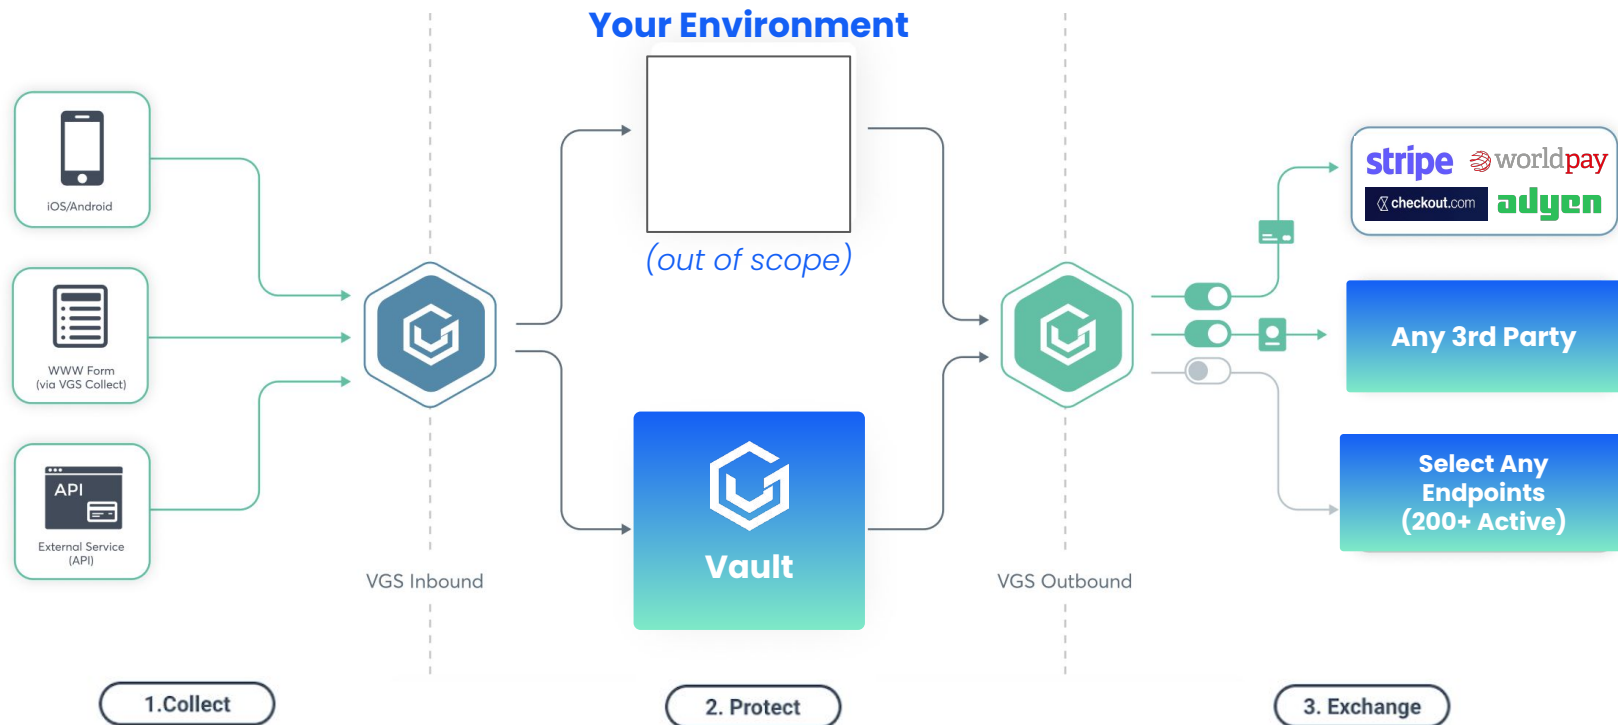 Your Environment
(out of scope)
iOS/Android
WWW Form
(via VGS Collect)
API
External Service
(API)
VGS Inbound
Vault
VGS Outbound
stripe worldpay
checkout.com adyen
Any 3rd Party
Select Any
Endpoints
(200+ Active)
1.Collect
2. Protect
3. Exchange